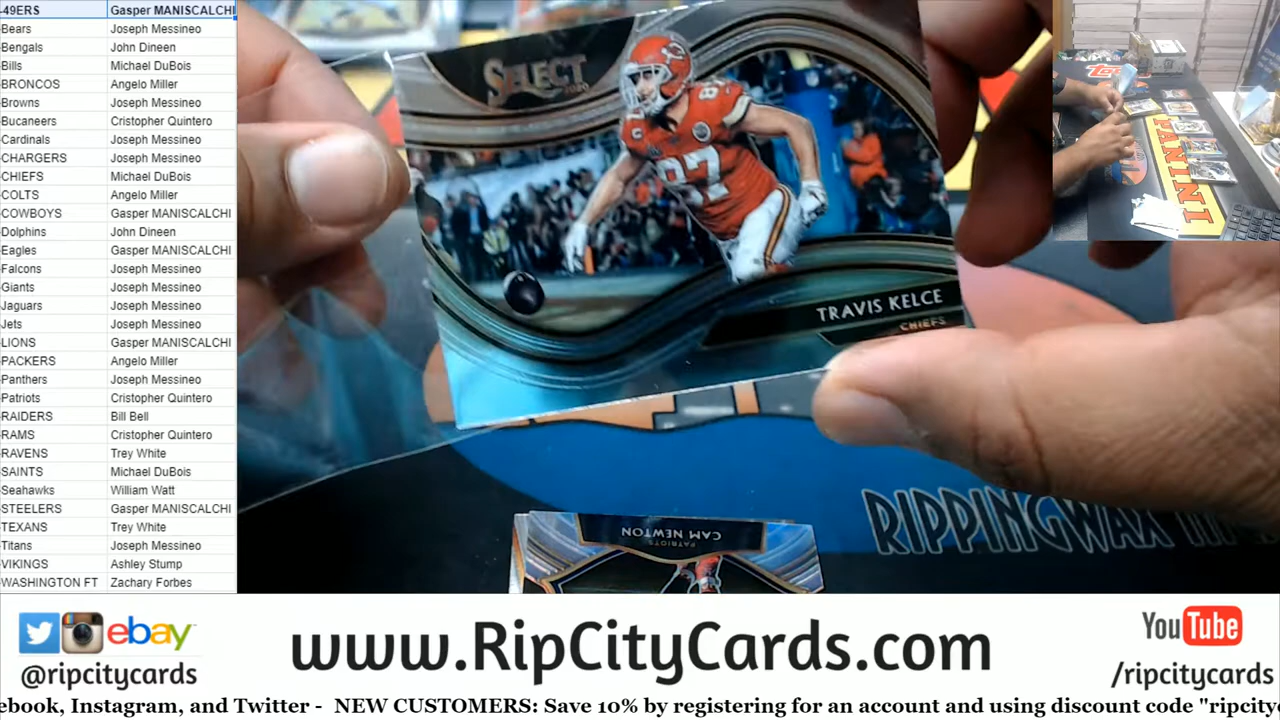 -49ERS Gasper MANISCALCHI
-Bears Joseph Messineo
-Bengals John Dineen
-Bills Michael DuBois
-BRONCOS Angelo Miller
-Browns Joseph Messineo
-Bucaneers Cristopher Quintero
-Cardinals Joseph Messineo
-CHARGERS Joseph Messineo
-CHIEFS Michael DuBois
-COLTS Angelo Miller
-COWBOYS Gasper MANISCALCHI
-Dolphins John Dineen
-Eagles Gasper MANISCALCHI
-Falcons Joseph Messineo
-Giants Joseph Messineo
-Jaguars Joseph Messineo
-Jets Joseph Messineo
-LIONS Gasper MANISCALCHI
-PACKERS Angelo Miller
-Panthers Joseph Messineo
-Patriots Cristopher Quintero
-RAIDERS Bill Bell
-RAMS Cristopher Quintero
-RAVENS Trey White
-SAINTS Michael DuBois
-Seahawks William Watt
-STEELERS Gasper MANISCALCHI
-TEXANS Trey White
-Titans Joseph Messineo
-VIKINGS Ashley Stump
-WASHINGTON FT Zachary Forbes
SELECT
2020
87
TRAVIS KELCE
CHIEFS
CAM NEWTON
PATRIOTS
RIPPINGWAX
Topps
PANINI
ebay
@ripcitycards
www.RipCityCards.com
YouTube
/ripcitycards
ebook, Instagram, and Twitter - NEW CUSTOMERS: Save 10% by registering for an account and using discount code "ripcity